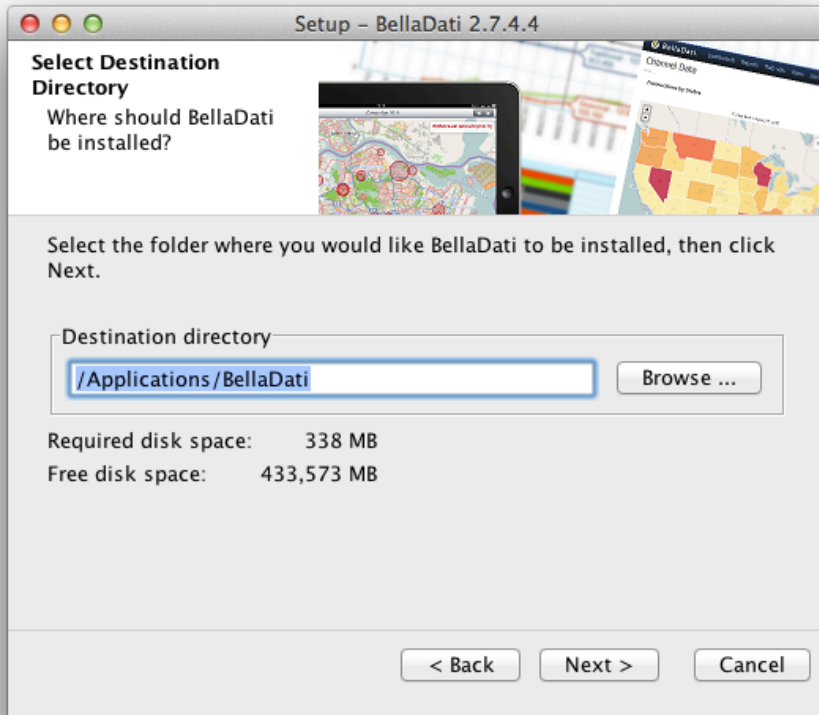 Setup – BellaDati 2.7.4.4
Select Destination
Directory
Where should BellaDati
be installed?
BellaDati
Channel Data
Select the folder where you would like BellaDati to be installed, then click
Next.
Destination directory
/Applications/BellaDati
Browse ...
Required disk space: 338 MB
Free disk space: 433,573 MB
< Back
Next >
Cancel